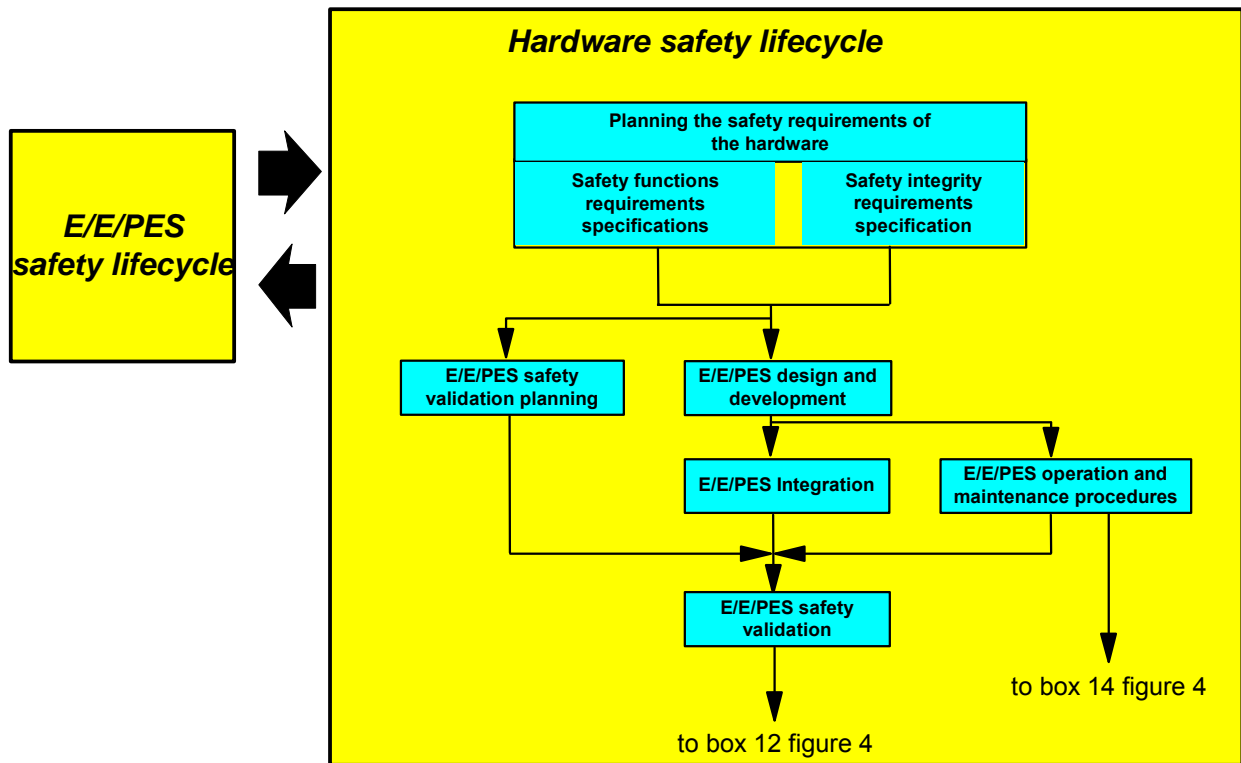 Hardware safety lifecycle
Planning the safety requirements of
the hardware
Safety functions
requirements
specifications
Safety integrity
requirements
specification
E/E/PES
safety lifecycle
E/E/PES safety
validation planning
E/E/PES design and
development
E/E/PES Integration
E/E/PES operation and
maintenance procedures
E/E/PES safety
validation
to box 14 figure 4
to box 12 figure 4